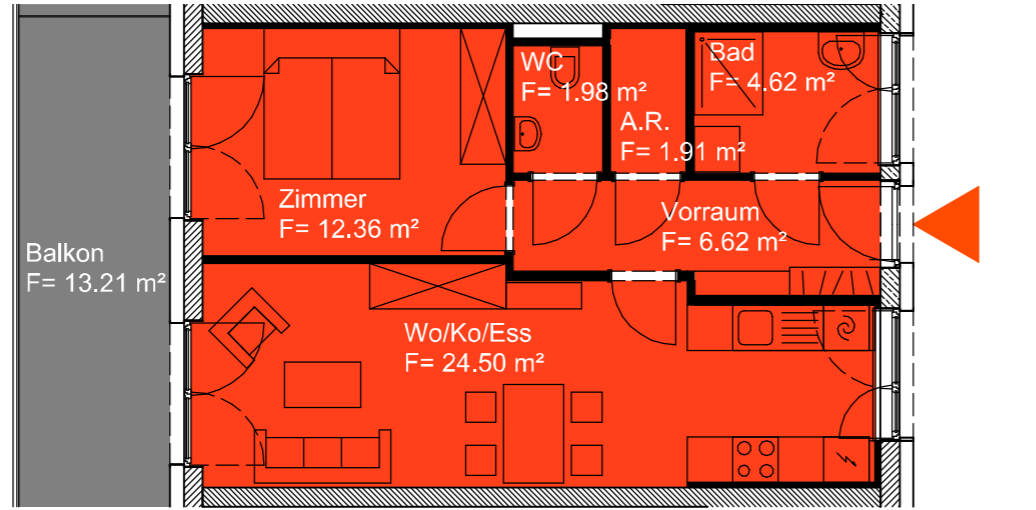 WC
F= 1.98 m²
Bad
F= 4.62 m²
A.R.
F= 1.91 m²
Zimmer
F= 12.36 m²
Vorraum
F= 6.62 m²
Balkon
F= 13.21 m²
Wo/Ko/Ess
F= 24.50 m²